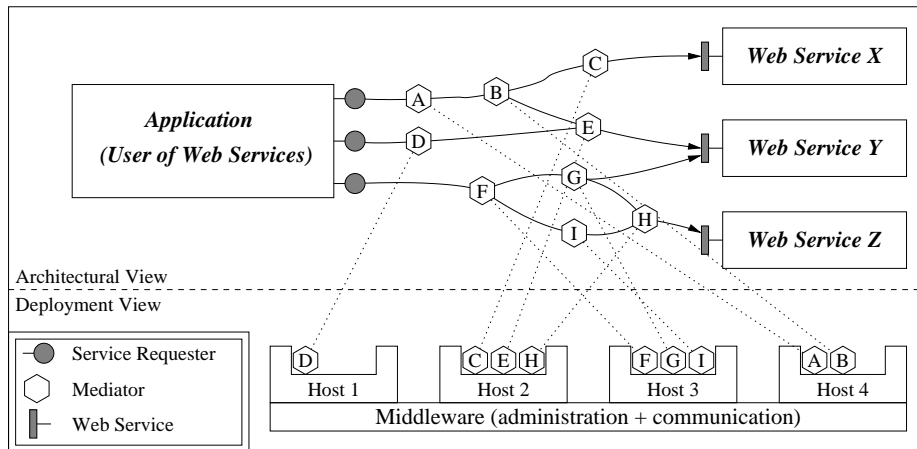 Web Service X
C
B
A
Application
(User of Web Services)
E
D
Web Service Y
G
F
H
I
Web Service Z
Architectural View
Deployment View
Service Requester
Mediator
Web Service
D
C E H
F G I
A B
Host 1
Host 2
Host 3
Host 4
Middleware (administration + communication)